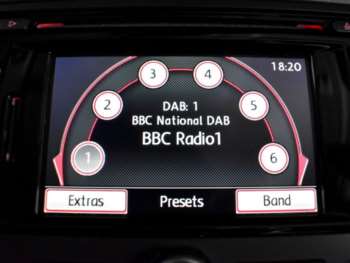 18:20
3 4
2 5
1 6
DAB: 1
BBC National DAB
BBC Radio1
Extras Presets Band